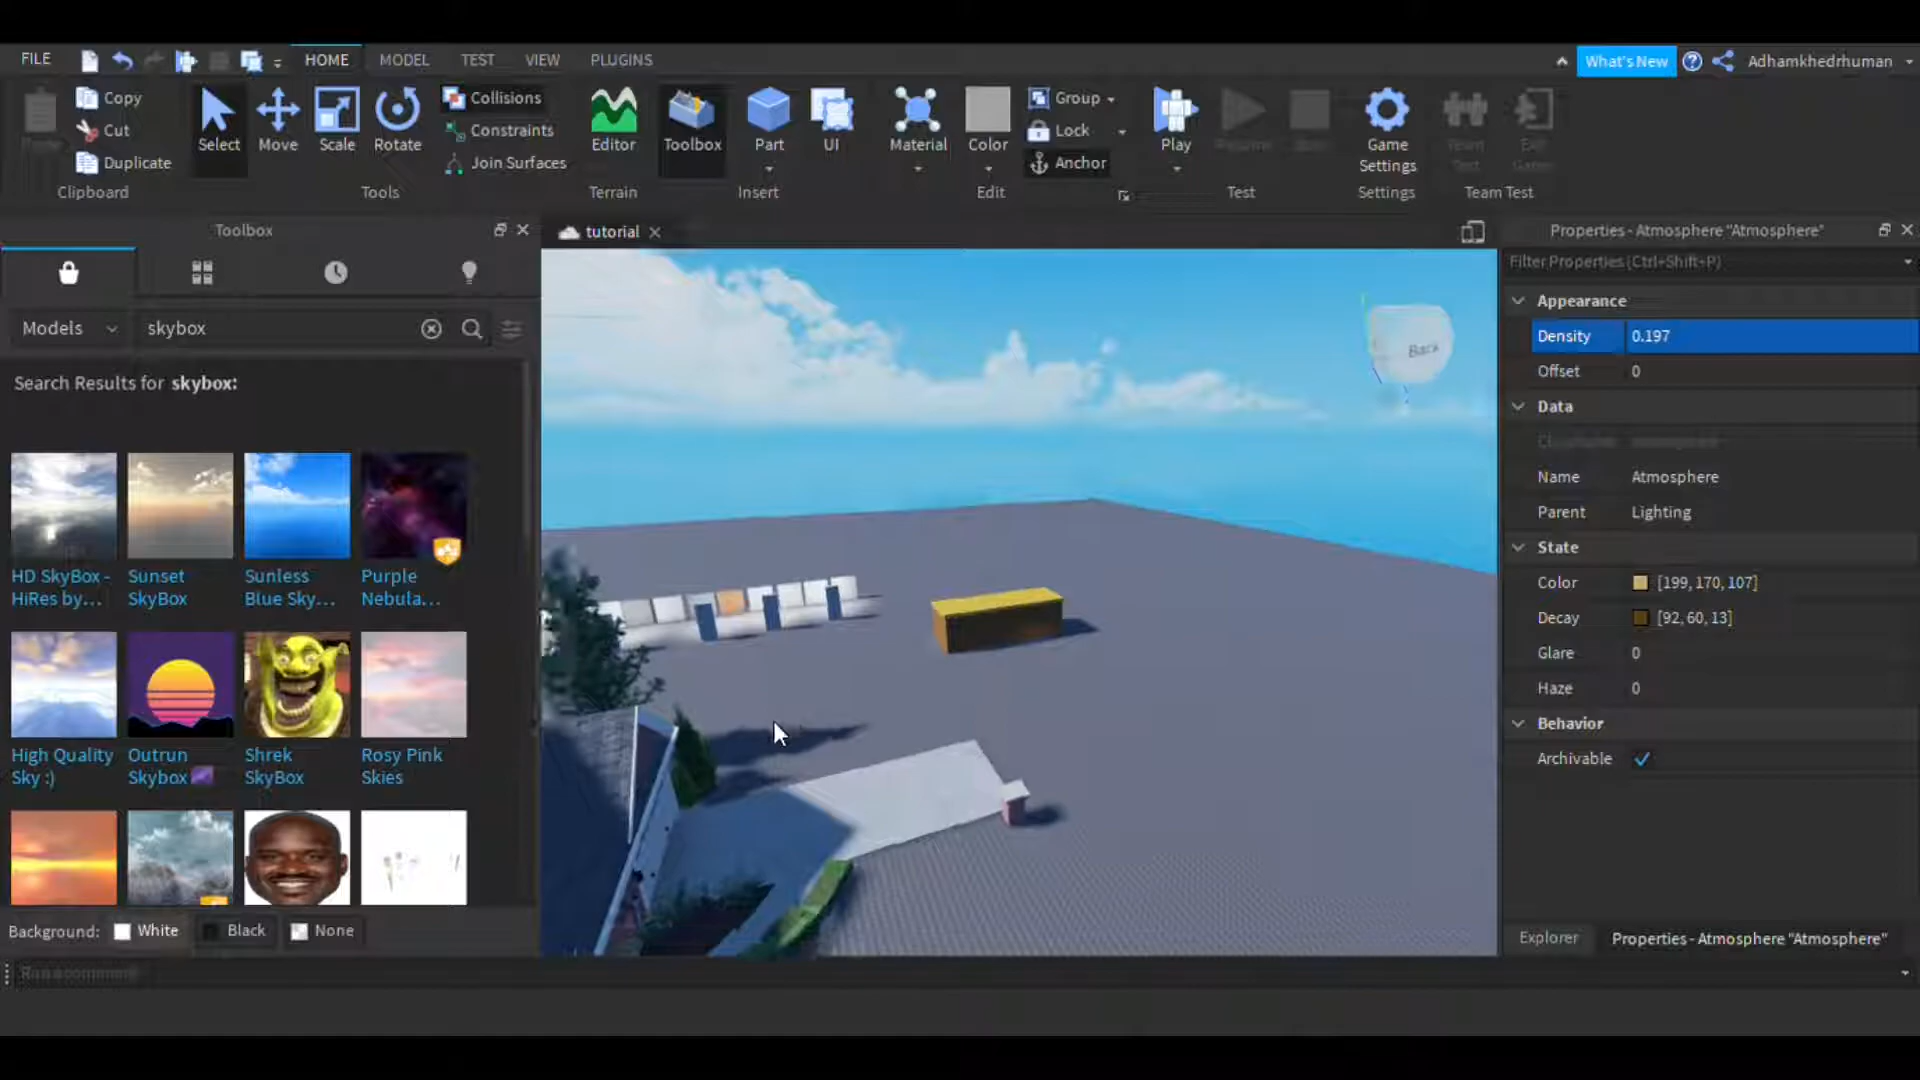 FILE HOME MODEL TEST VIEW PLUGINS What's New Adhamkhedrhuman
Copy Collisions Group
Cut Constraints Lock
Duplicate Join Surfaces Anchor
Select Move Scale Rotate Editor Toolbox Part UI Material Color Play Game Settings
Clipboard Tools Terrain Insert Edit Test Settings Team Test
Toolbox
Models skybox
Search Results for skybox:
HD SkyBox - HiRes by...
Sunset SkyBox
Sunless Blue Sky...
Purple Nebula...
High Quality Sky :)
Outrun Skybox
Shrek SkyBox
Rosy Pink Skies
Background: White Black None
tutorial
Back
Properties - Atmosphere "Atmosphere"
Filter Properties (Ctrl+Shift+P)
Appearance
Density 0.197
Offset 0
Data
Name Atmosphere
Parent Lighting
State
Color [199, 170, 107]
Decay [92, 60, 13]
Glare 0
Haze 0
Behavior
Archivable
Explorer Properties - Atmosphere "Atmosphere"
Run a command